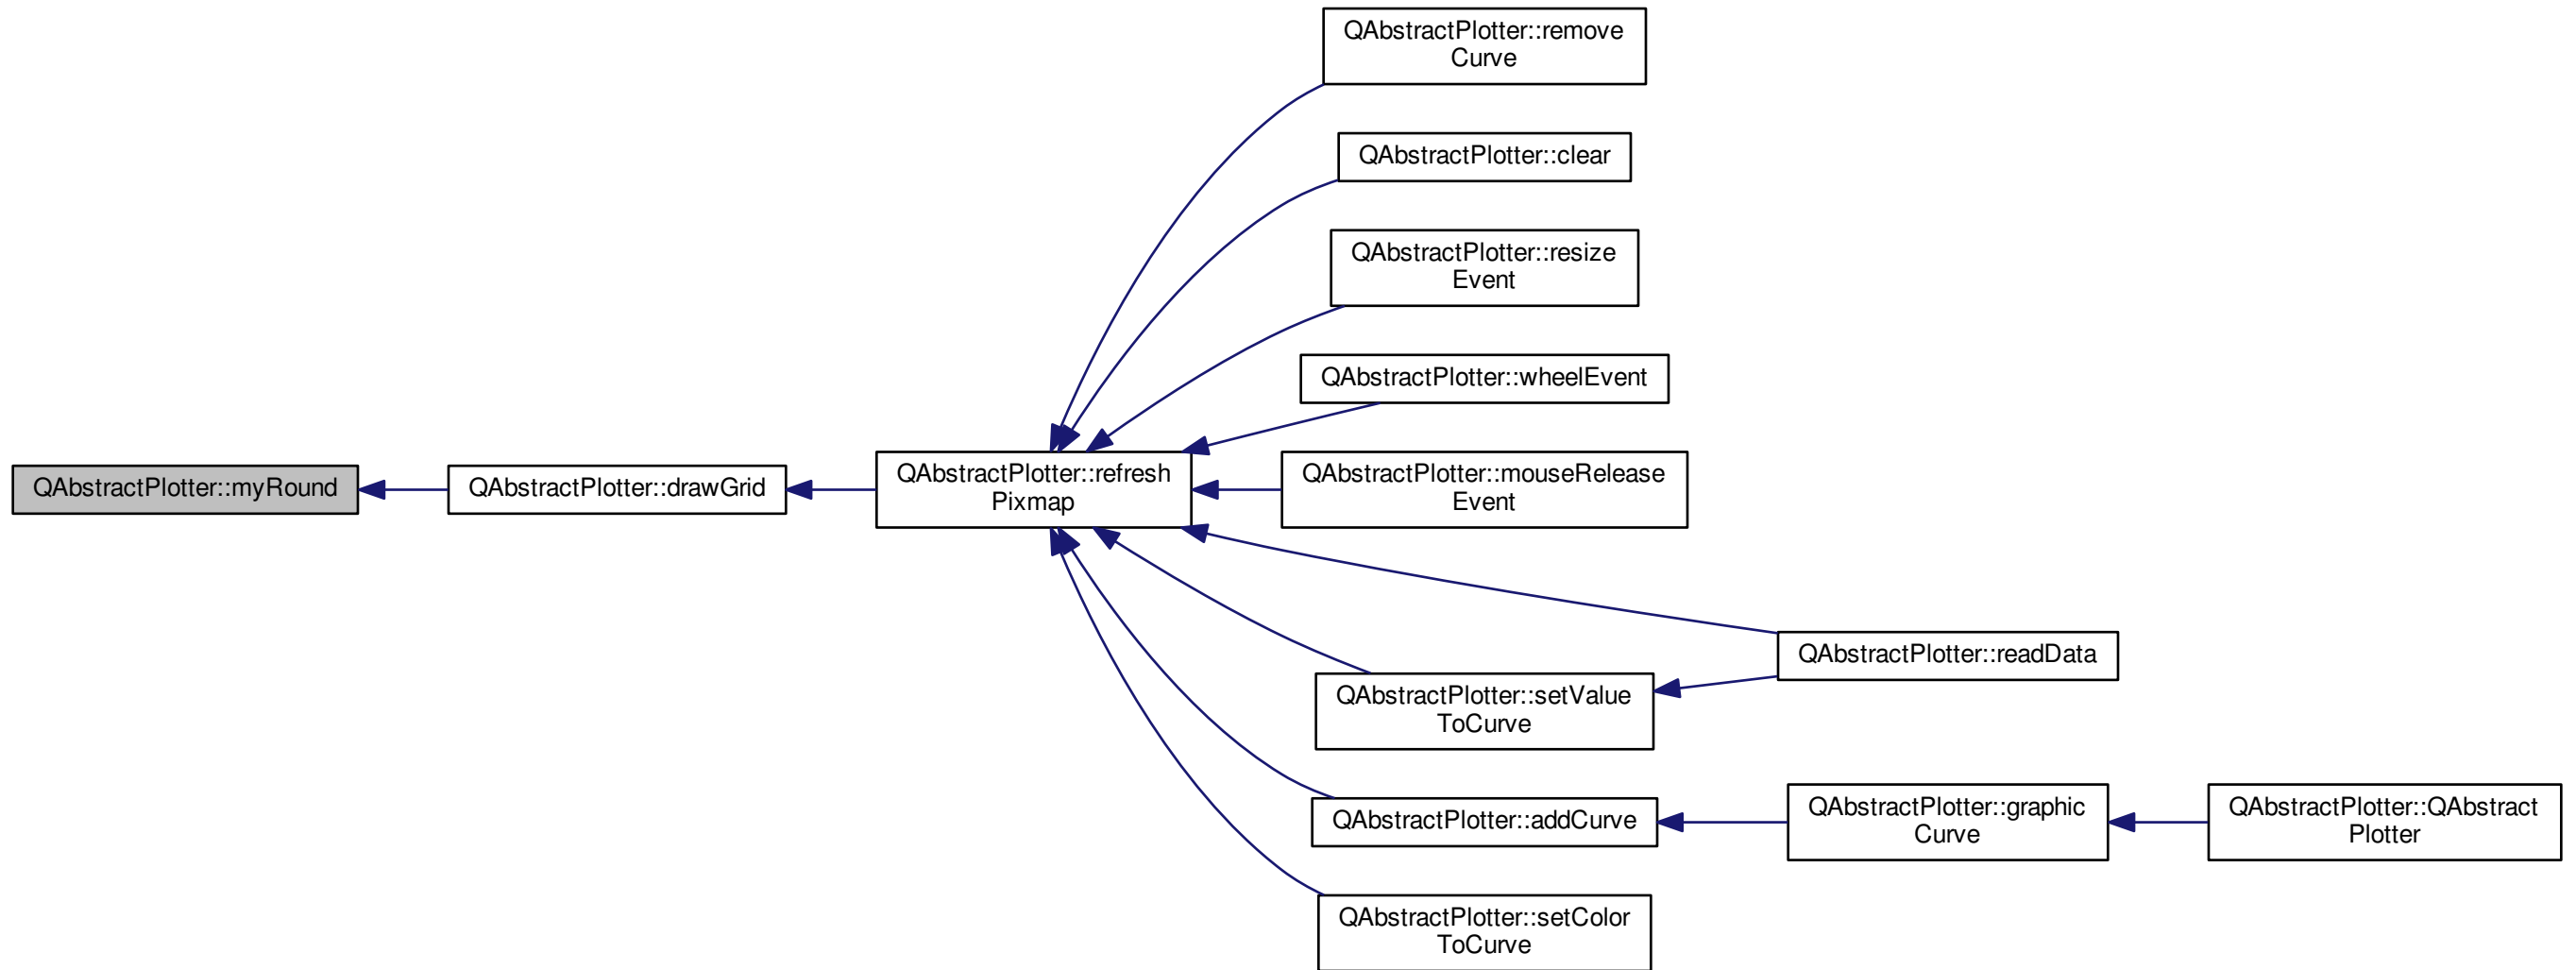 QAbstractPlotter::remove
Curve
QAbstractPlotter::clear
QAbstractPlotter::resize
Event
QAbstractPlotter::wheelEvent
QAbstractPlotter::myRound
QAbstractPlotter::drawGrid
QAbstractPlotter::refresh
Pixmap
QAbstractPlotter::mouseRelease
Event
QAbstractPlotter::readData
QAbstractPlotter::setValue
ToCurve
QAbstractPlotter::addCurve
QAbstractPlotter::graphic
Curve
QAbstractPlotter::QAbstract
Plotter
QAbstractPlotter::setColor
ToCurve